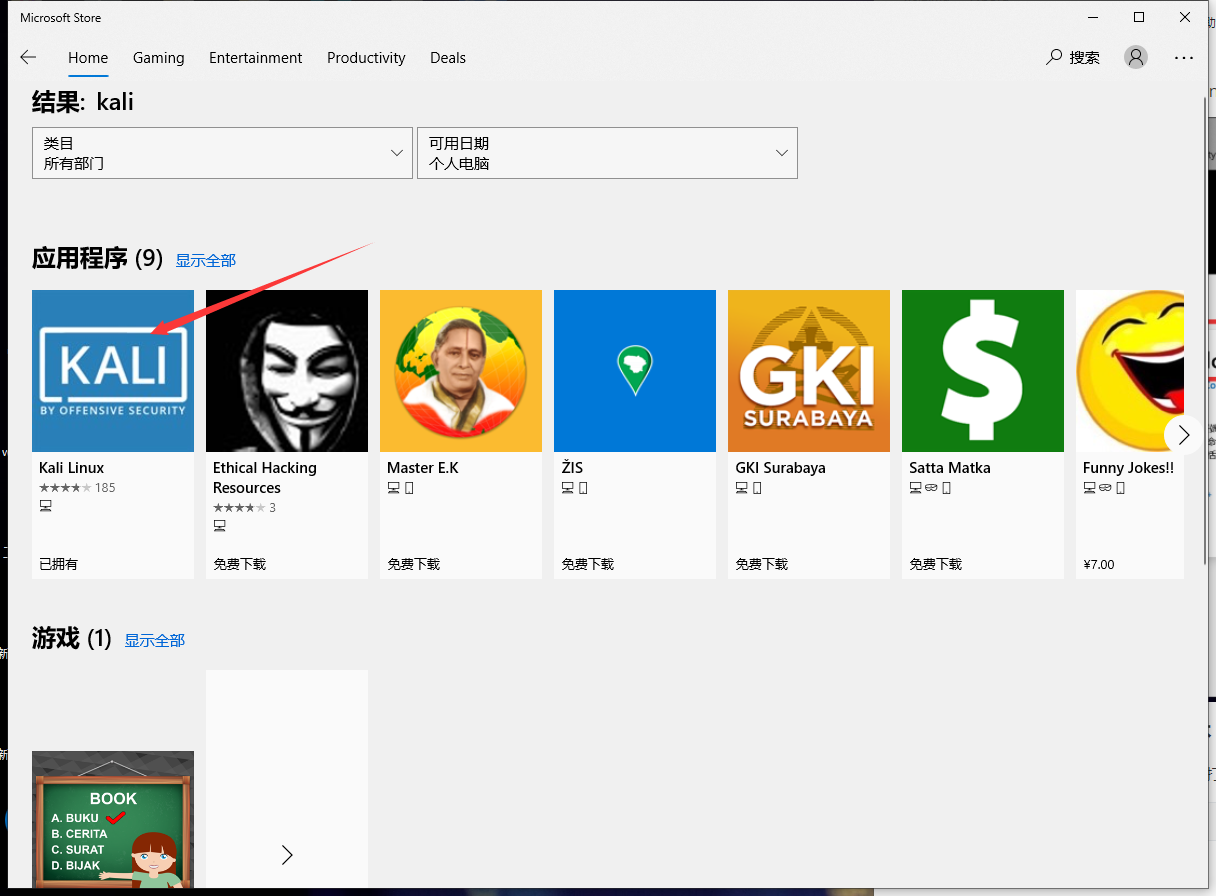 Microsoft Store
Home Gaming Entertainment Productivity Deals 搜索
结果: kali
类目
所有部门
可用日期
个人电脑
应用程序 (9) 显示全部
KALI
BY OFFENSIVE SECURITY
GKI
SURABAYA
$
Kali Linux
185
已拥有
Ethical Hacking
Resources
3
免费下载
Master E.K
免费下载
ŽIS
免费下载
GKI Surabaya
免费下载
Satta Matka
免费下载
Funny Jokes!!
¥7.00
游戏 (1) 显示全部
BOOK
A. BUKU
B. CERITA
C. SURAT
D. BIJAK